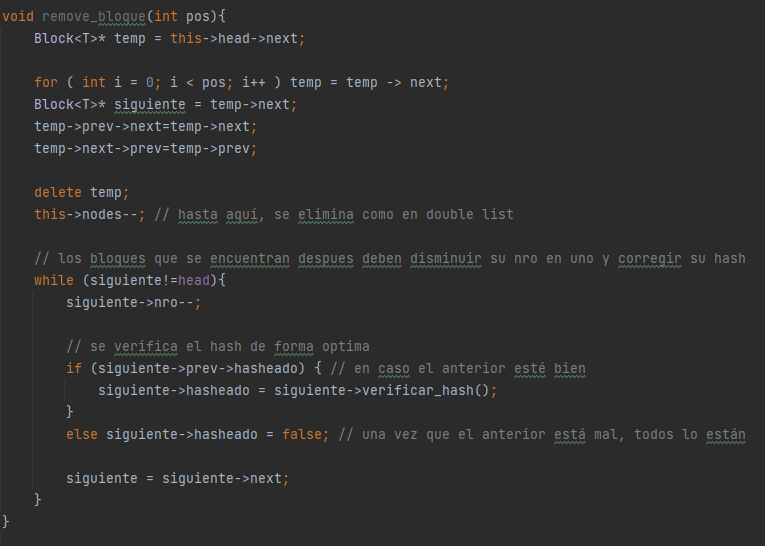 void remove_bloque(int pos){
    Block<T>* temp = this->head->next;

    for ( int i = 0; i < pos; i++ ) temp = temp -> next;
    Block<T>* siguiente = temp->next;
    temp->prev->next=temp->next;
    temp->next->prev=temp->prev;

    delete temp;
    this->nodes--; // hasta aquí, se elimina como en double list

    // los bloques que se encuentran despues deben disminuir su nro en uno y corregir su hash
    while (siguiente!=head){
        siguiente->nro--;

        // se verifica el hash de forma optima
        if (siguiente->prev->hasheado) { // en caso el anterior esté bien
            siguiente->hasheado = siguiente->verificar_hash();
        }
        else siguiente->hasheado = false; // una vez que el anterior está mal, todos lo están

        siguiente = siguiente->next;
    }
}